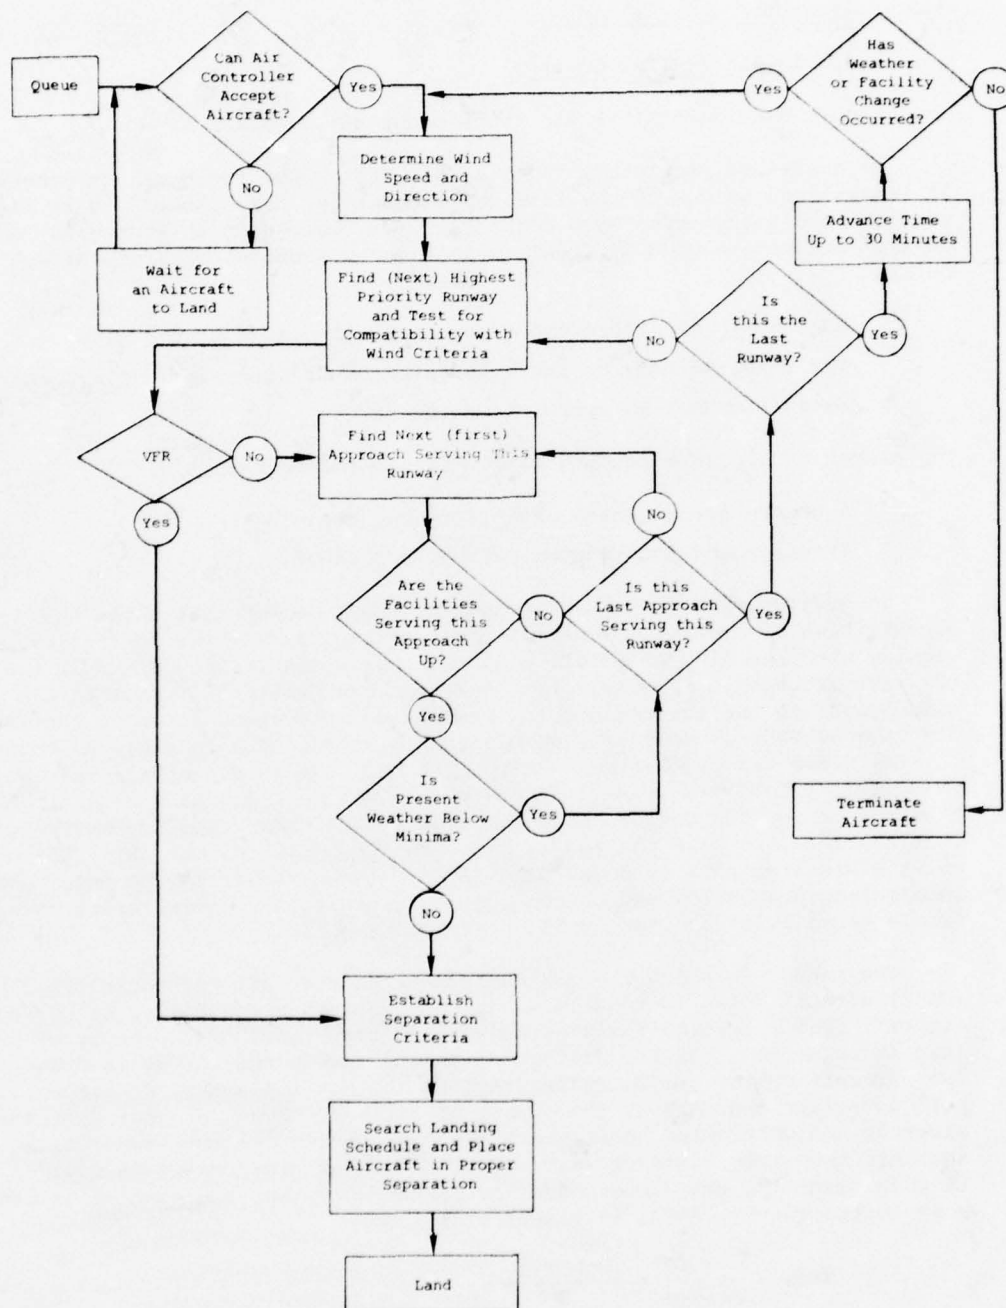 Queue
Can Air
Controller
Accept
Aircraft?
Yes
No
Wait for
an Aircraft
to Land
Determine Wind
Speed and
Direction
Find (Next) Highest
Priority Runway
and Test for
Compatibility with
Wind Criteria
Has
Weather
or Facility
Change
Occurred?
Yes
No
Advance Time
Up to 30 Minutes
Is
this the
Last
Runway?
No
Yes
VFR
No
Yes
Find Next (first)
Approach Serving This
Runway
Are the
Facilities
Serving this
Approach
Up?
No
Yes
Is this
Last Approach
Serving this
Runway?
No
Yes
Is
Present
Weather Below
Minima?
Yes
No
Terminate
Aircraft
Establish
Separation
Criteria
Search Landing
Schedule and Place
Aircraft in Proper
Separation
Land